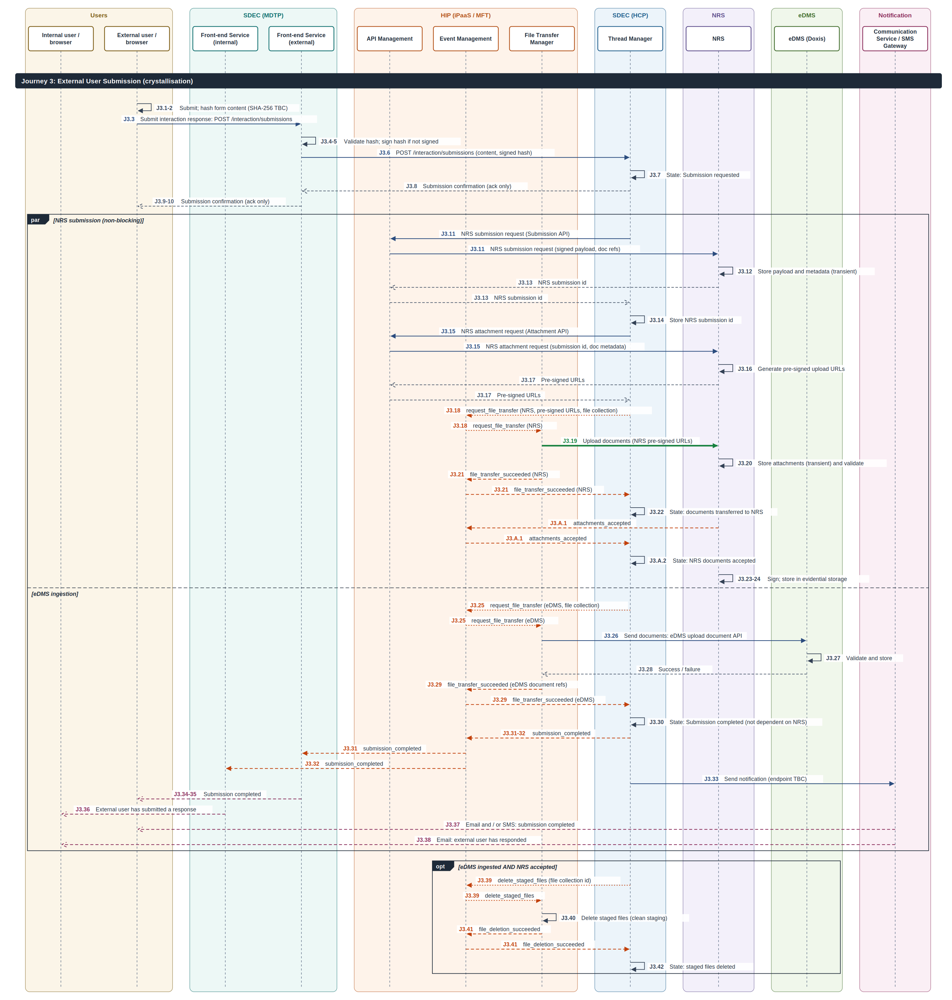 Users
SDEC (MDTP)
HIP (iPaaS / MFT)
SDEC (HCP)
NRS
eDMS
Notification
Internal user /
browser
External user /
browser
Front-end Service
(internal)
Front-end Service
(external)
API Management
Event Management
File Transfer
Manager
Thread Manager
NRS
eDMS (Doxis)
Communication
Service / SMS
Gateway
Journey 3: External User Submission (crystallisation)
J3.1-2 Submit; hash form content (SHA-256 TBC)
J3.3 Submit interaction response: POST /interaction/submissions
J3.4-5 Validate hash; sign hash if not signed
J3.6 POST /interaction/submissions (content, signed hash)
J3.7 State: Submission requested
J3.8 Submission confirmation (ack only)
J3.9-10 Submission confirmation (ack only)
par [NRS submission (non-blocking)]
J3.11 NRS submission request (Submission API)
J3.11 NRS submission request (signed payload, doc refs)
J3.12 Store payload and metadata (transient)
J3.13 NRS submission id
J3.13 NRS submission id
J3.14 Store NRS submission id
J3.15 NRS attachment request (Attachment API)
J3.15 NRS attachment request (submission id, doc metadata)
J3.16 Generate pre-signed upload URLs
J3.17 Pre-signed URLs
J3.17 Pre-signed URLs
J3.18 request_file_transfer (NRS, pre-signed URLs, file collection)
J3.18 request_file_transfer (NRS)
J3.19 Upload documents (NRS pre-signed URLs)
J3.20 Store attachments (transient) and validate
J3.21 file_transfer_succeeded (NRS)
J3.21 file_transfer_succeeded (NRS)
J3.22 State: documents transferred to NRS
J3.A.1 attachments_accepted
J3.A.1 attachments_accepted
J3.A.2 State: NRS documents accepted
J3.23-24 Sign; store in evidential storage
[eDMS ingestion]
J3.25 request_file_transfer (eDMS, file collection)
J3.25 request_file_transfer (eDMS)
J3.26 Send documents: eDMS upload document API
J3.27 Validate and store
J3.28 Success / failure
J3.29 file_transfer_succeeded (eDMS document refs)
J3.29 file_transfer_succeeded (eDMS)
J3.30 State: Submission completed (not dependent on NRS)
J3.31-32 submission_completed
J3.31 submission_completed
J3.32 submission_completed
J3.33 Send notification (endpoint TBC)
J3.34-35 Submission completed
J3.36 External user has submitted a response
J3.37 Email and / or SMS: submission completed
J3.38 Email: external user has responded
opt [eDMS ingested AND NRS accepted]
J3.39 delete_staged_files (file collection id)
J3.39 delete_staged_files
J3.40 Delete staged files (clean staging)
J3.41 file_deletion_succeeded
J3.41 file_deletion_succeeded
J3.42 State: staged files deleted